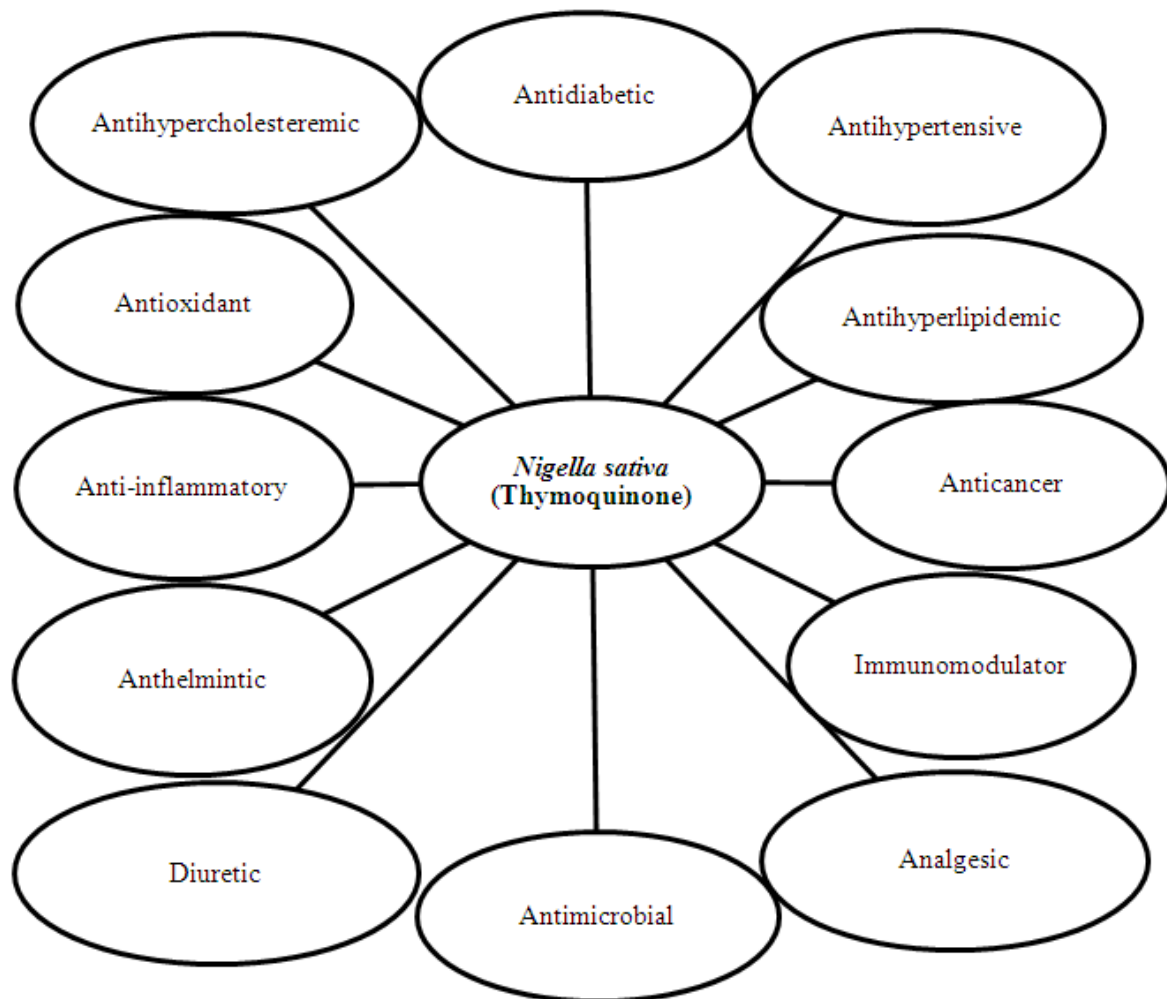 Antidiabetic
Antihypercholesteremic
Antihypertensive
Antioxidant
Antihyperlipidemic
Nigella sativa
(Thymoquinone)
Anti-inflammatory
Anticancer
Anthelmintic
Immunomodulator
Diuretic
Analgesic
Antimicrobial